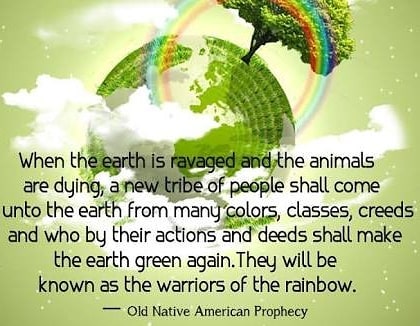 When the earth is ravaged and the animals
are dying, a new tribe of people shall come
unto the earth from many colors, classes, creeds
and who by their actions and deeds shall make
the earth green again.They will be
known as the warriors of the rainbow.
— Old Native American Prophecy